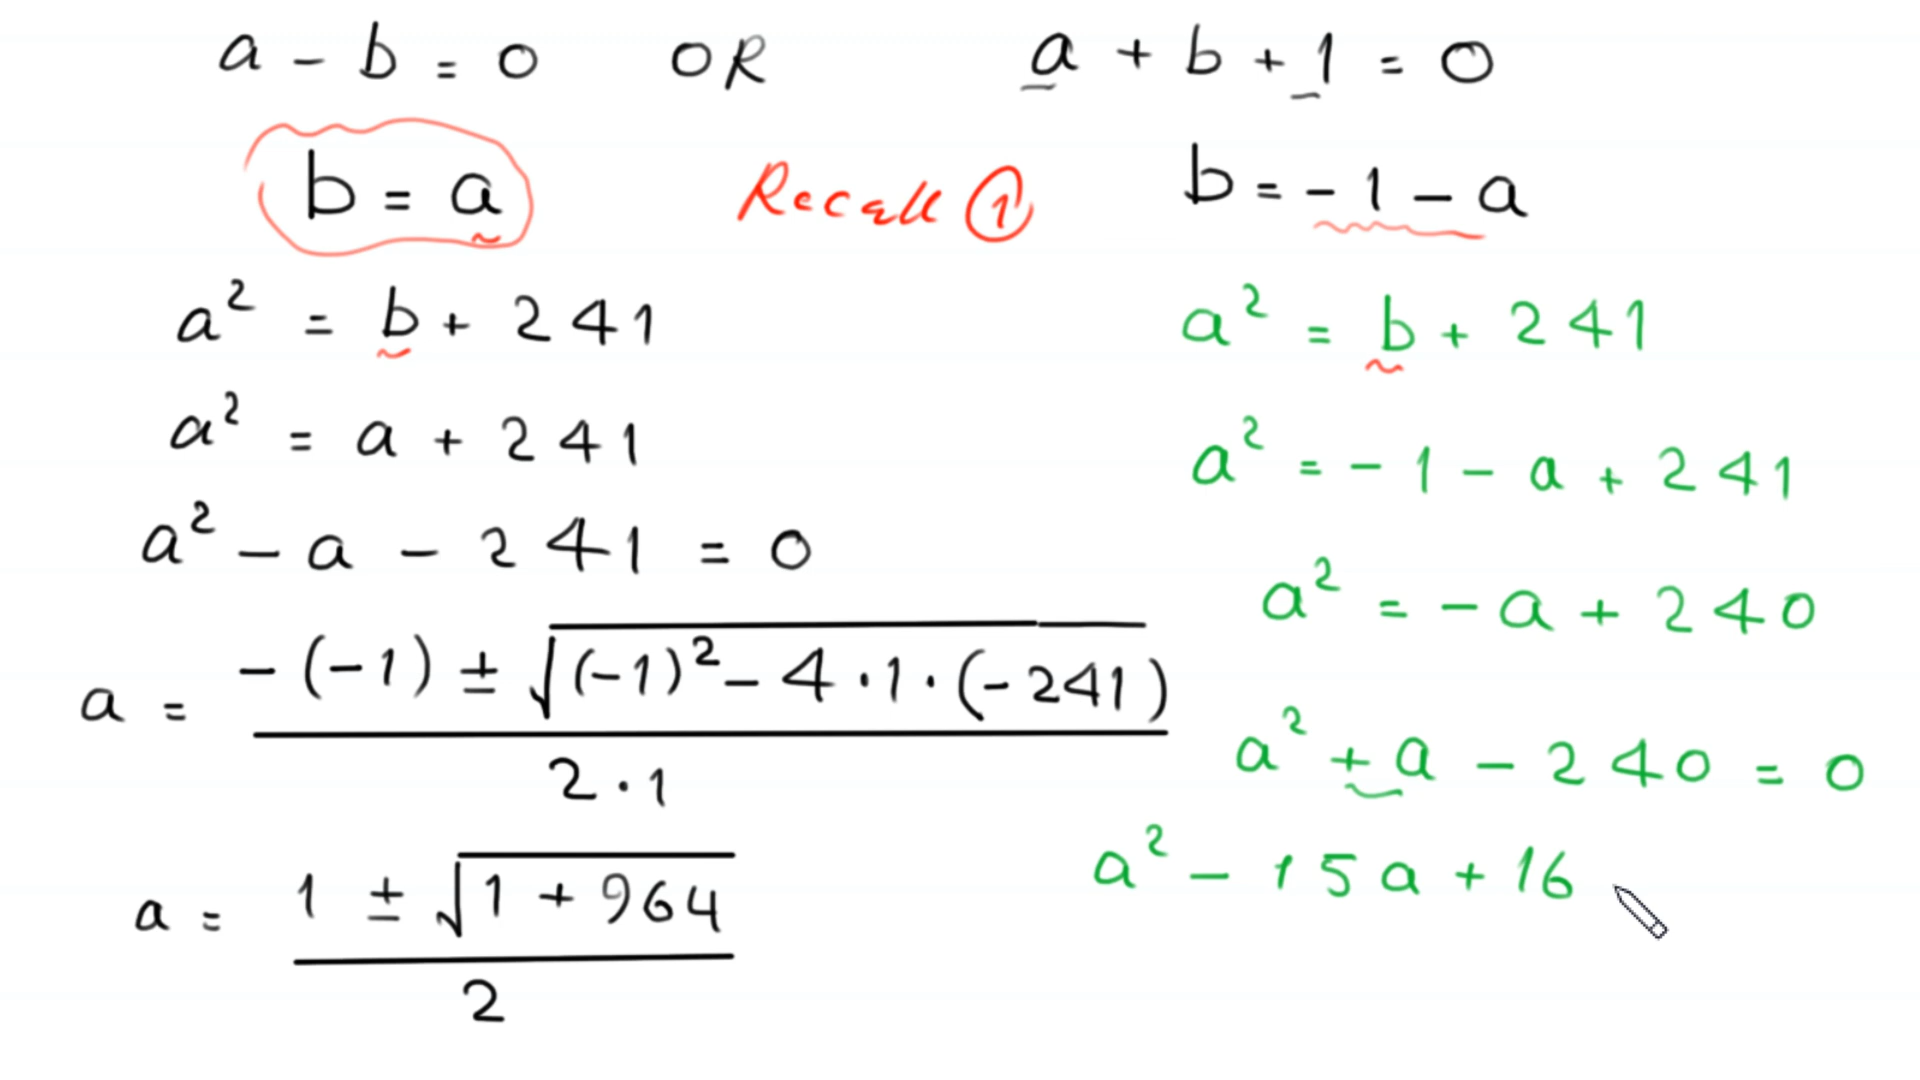 a - b = 0 OR a + b + 1 = 0
b = a Recall ① b = -1 - a
a² = b + 241 a² = b + 241
a² = a + 241 a² = -1 - a + 241
a² - a - 241 = 0 a² = -a + 240
a = (-(-1) ± √((-1)² - 4·1·(-241))) / (2·1) a² + a - 240 = 0
a = (1 ± √(1 + 964)) / 2 a² - 15a + 16